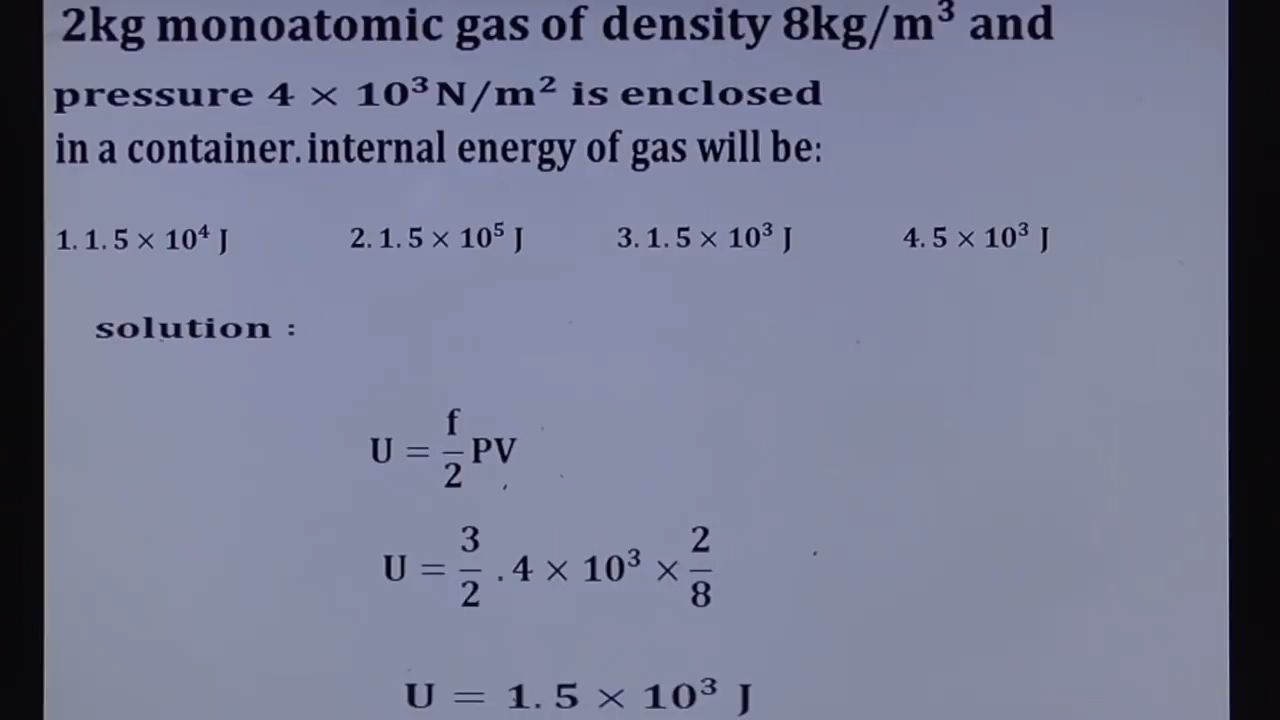 2kg monoatomic gas of density 8kg/m³ and
pressure 4 × 10³N/m² is enclosed
in a container.internal energy of gas will be:
1.1.5 × 10⁴ J 2.1.5 × 10⁵ J 3.1.5 × 10³ J 4.5 × 10³ J
solution :
U = f/2 PV
U = 3/2 .4 × 10³ × 2/8
U = 1.5 × 10³ J